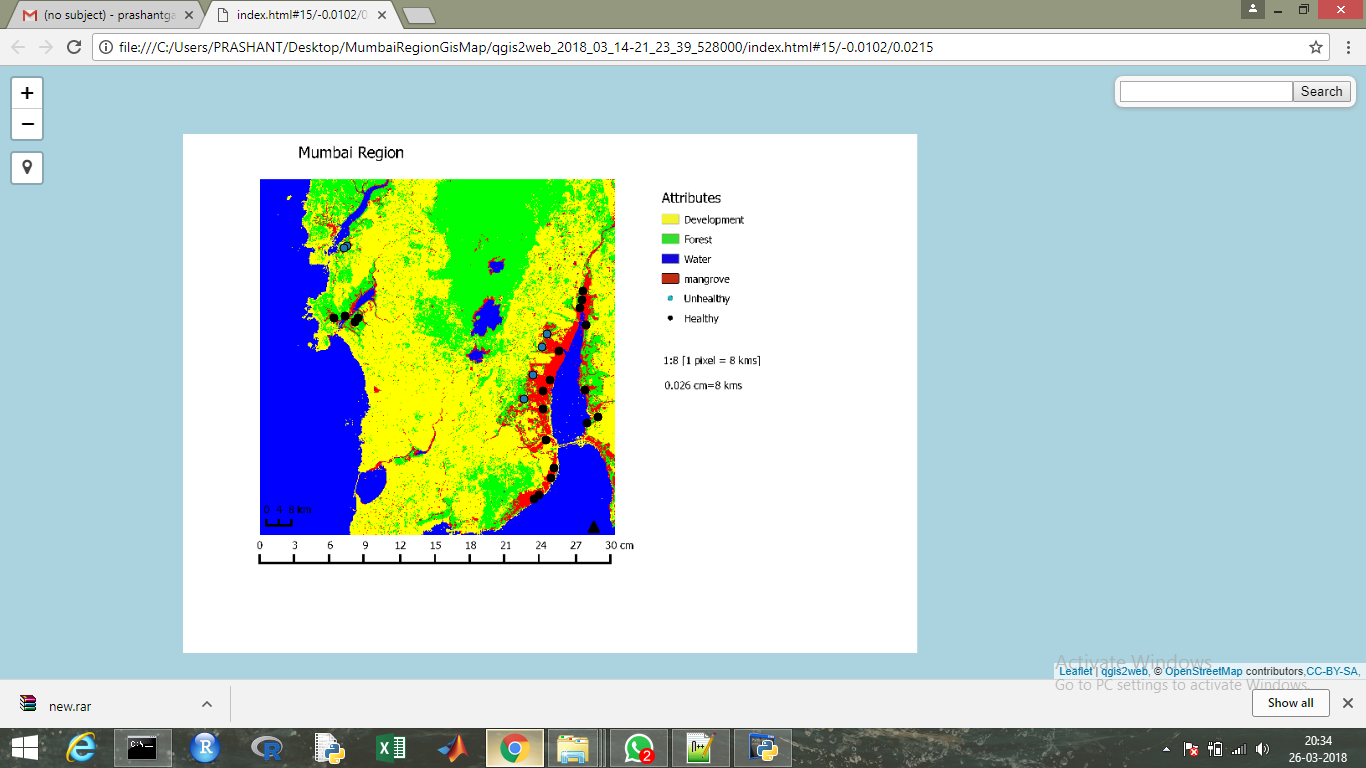 (no subject) - prashantga
index.html#15/-0.0102/0
file:///C:/Users/PRASHANT/Desktop/MumbaiRegionGisMap/qgis2web_2018_03_14-21_23_39_528000/index.html#15/-0.0102/0.0215
+
−
Search
Mumbai Region
Attributes
Development
Forest
Water
mangrove
Unhealthy
Healthy
1:8 [1 pixel = 8 kms]
0.026 cm=8 kms
0 4 8 km
0 3 6 9 12 15 18 21 24 27 30 cm
Activate Windows
Go to PC settings to activate Windows.
Leaflet | qgis2web, © OpenStreetMap contributors,CC-BY-SA,
new.rar
Show all
C:\.
R
R
2
20:34
26-03-2018